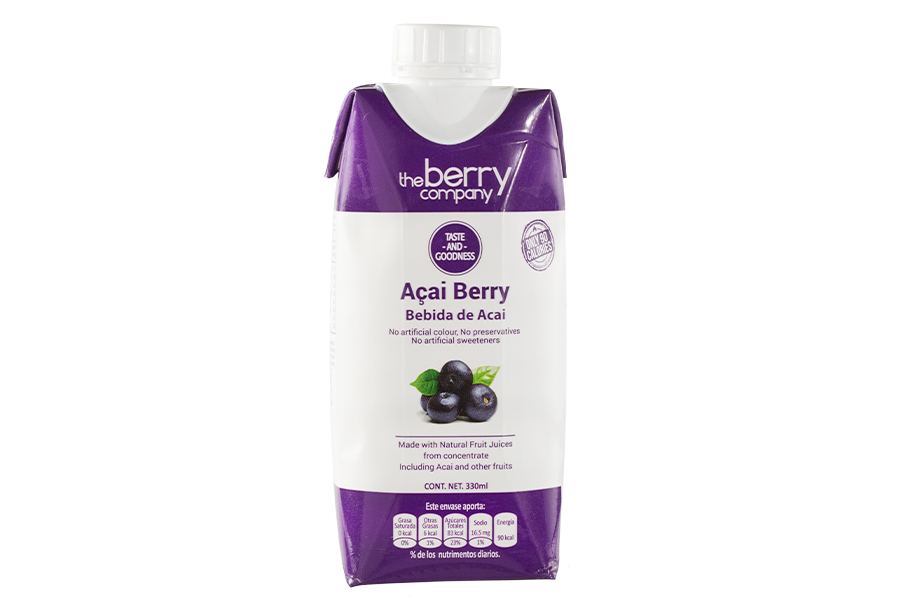 the berry
company
TASTE
-AND-
GOODNESS
ONLY 90
CALORIES
Açai Berry
Bebida de Acai
No artificial colour, No preservatives
No artificial sweeteners
Made with Natural Fruit Juices
from concentrate
Including Acai and other fruits
CONT. NET. 330ml
Este envase aporta:
Grasa Saturada 0 kcal 0%
Otras Grasas 6 kcal 1%
Azúcares Totales 83 kcal 23%
Sodio 16.5 mg 1%
Energía 90 kcal
% de los nutrimentos diarios.